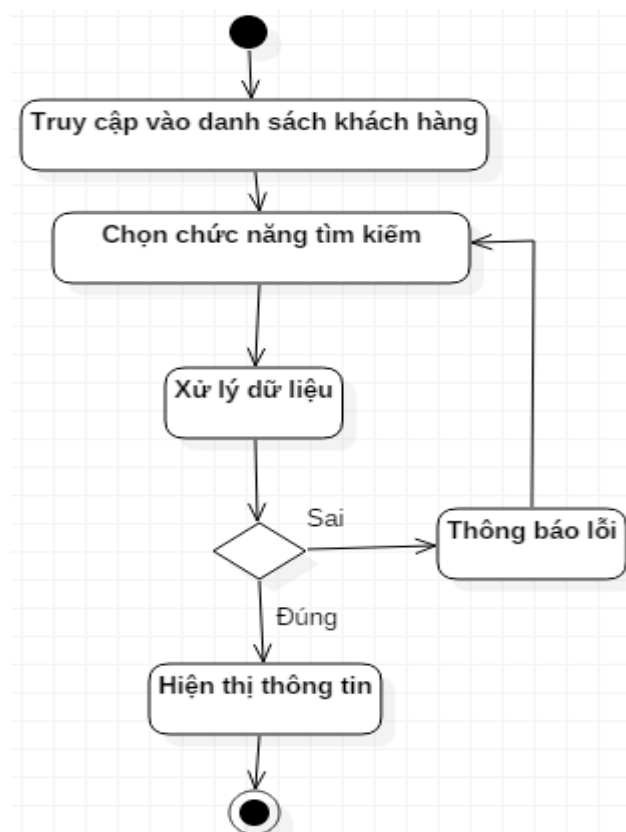 Truy cập vào danh sách khách hàng
Chọn chức năng tìm kiếm
Xử lý dữ liệu
Sai
Thông báo lỗi
Đúng
Hiện thị thông tin